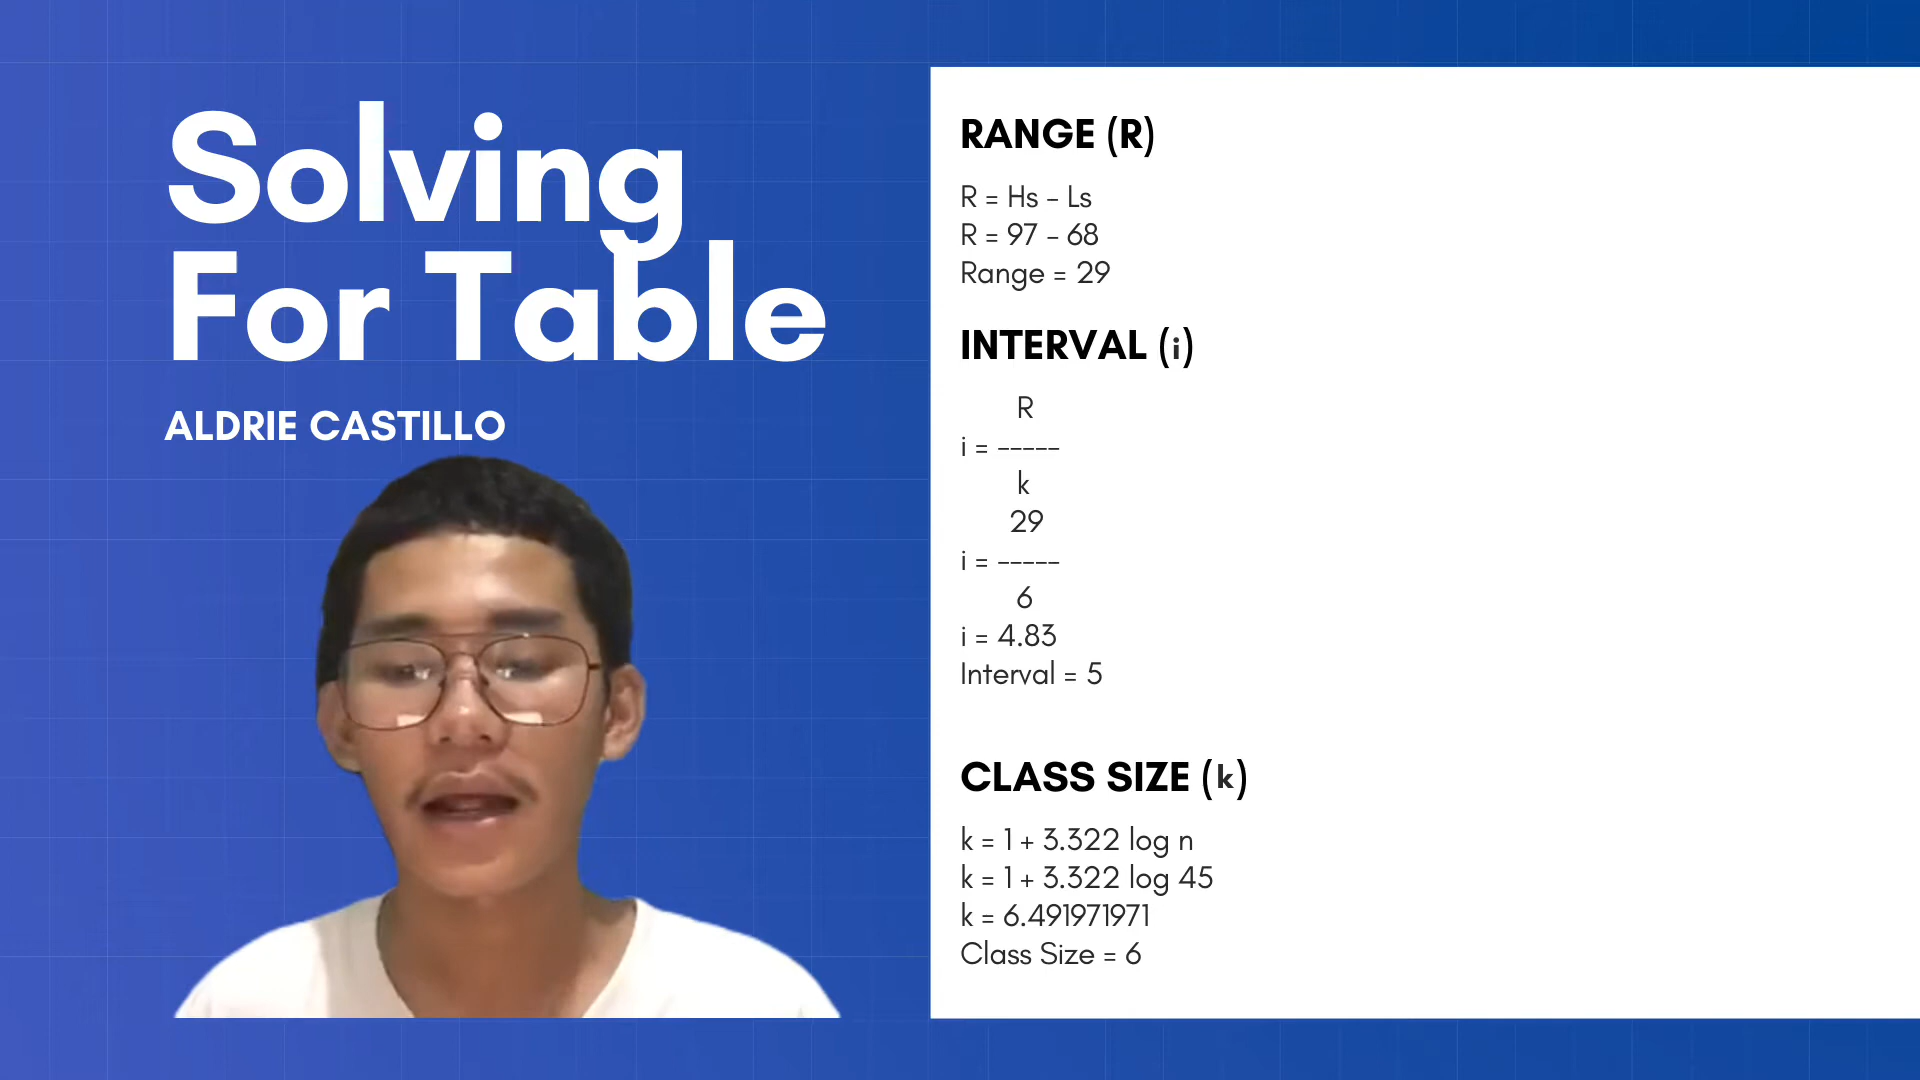 Solving
For Table
ALDRIE CASTILLO
RANGE (R)
R = Hs - Ls
R = 97 - 68
Range = 29
INTERVAL (i)
R
i = -----
k
29
i = -----
6
i = 4.83
Interval = 5
CLASS SIZE (k)
k = 1 + 3.322 log n
k = 1 + 3.322 log 45
k = 6.491971971
Class Size = 6